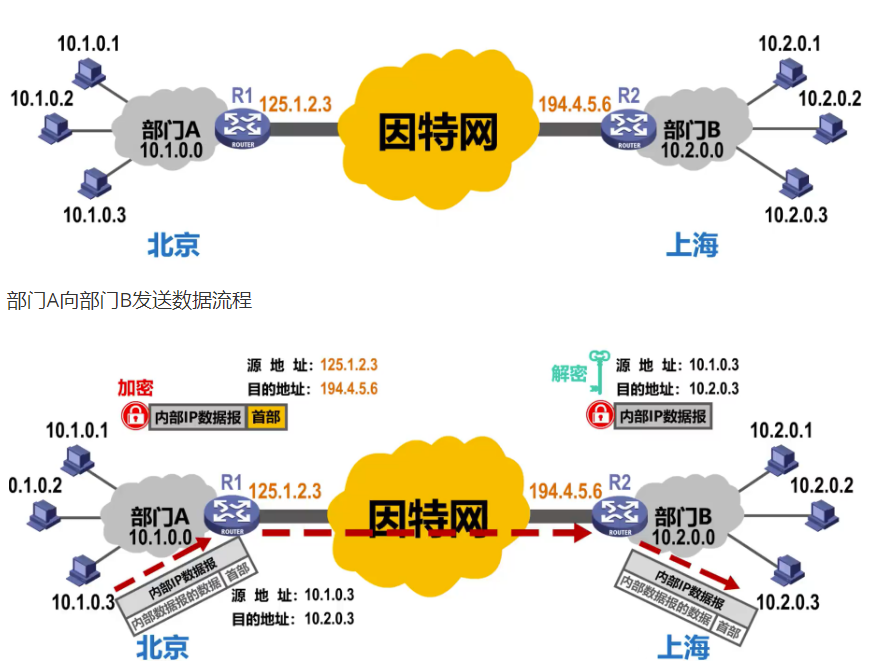 10.1.0.1
10.2.0.1
10.1.0.2
R1
125.1.2.3
194.4.5.6
R2
10.2.0.2
部门A
10.1.0.0
ROUTER
因特网
ROUTER
部门B
10.2.0.0
10.1.0.3
10.2.0.3
北京
上海
部门A向部门B发送数据流程
源 地 址：125.1.2.3
目的地址：194.4.5.6
加密
内部IP数据报 首部
解密
源 地 址：10.1.0.3
目的地址：10.2.0.3
内部IP数据报
10.1.0.1
10.2.0.1
0.1.0.2
R1
125.1.2.3
194.4.5.6
R2
10.2.0.2
部门A
10.1.0.0
ROUTER
因特网
ROUTER
部门B
10.2.0.0
10.1.0.3
内部IP数据报
内部数据报的数据 首部
源 地 址：10.1.0.3
目的地址：10.2.0.3
内部IP数据报
内部数据报的数据 首部
10.2.0.3
北京
上海